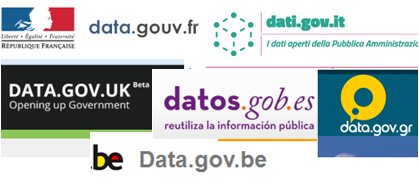 data.gouv.fr
Liberté • Égalité • Fraternité
RÉPUBLIQUE FRANÇAISE
dati.gov.it
I dati aperti della Pubblica Amministrazio
DATA.GOV.UK Beta
Opening up Government
datos.gob.es
reutiliza la información pública
data.gov.gr
.be Data.gov.be